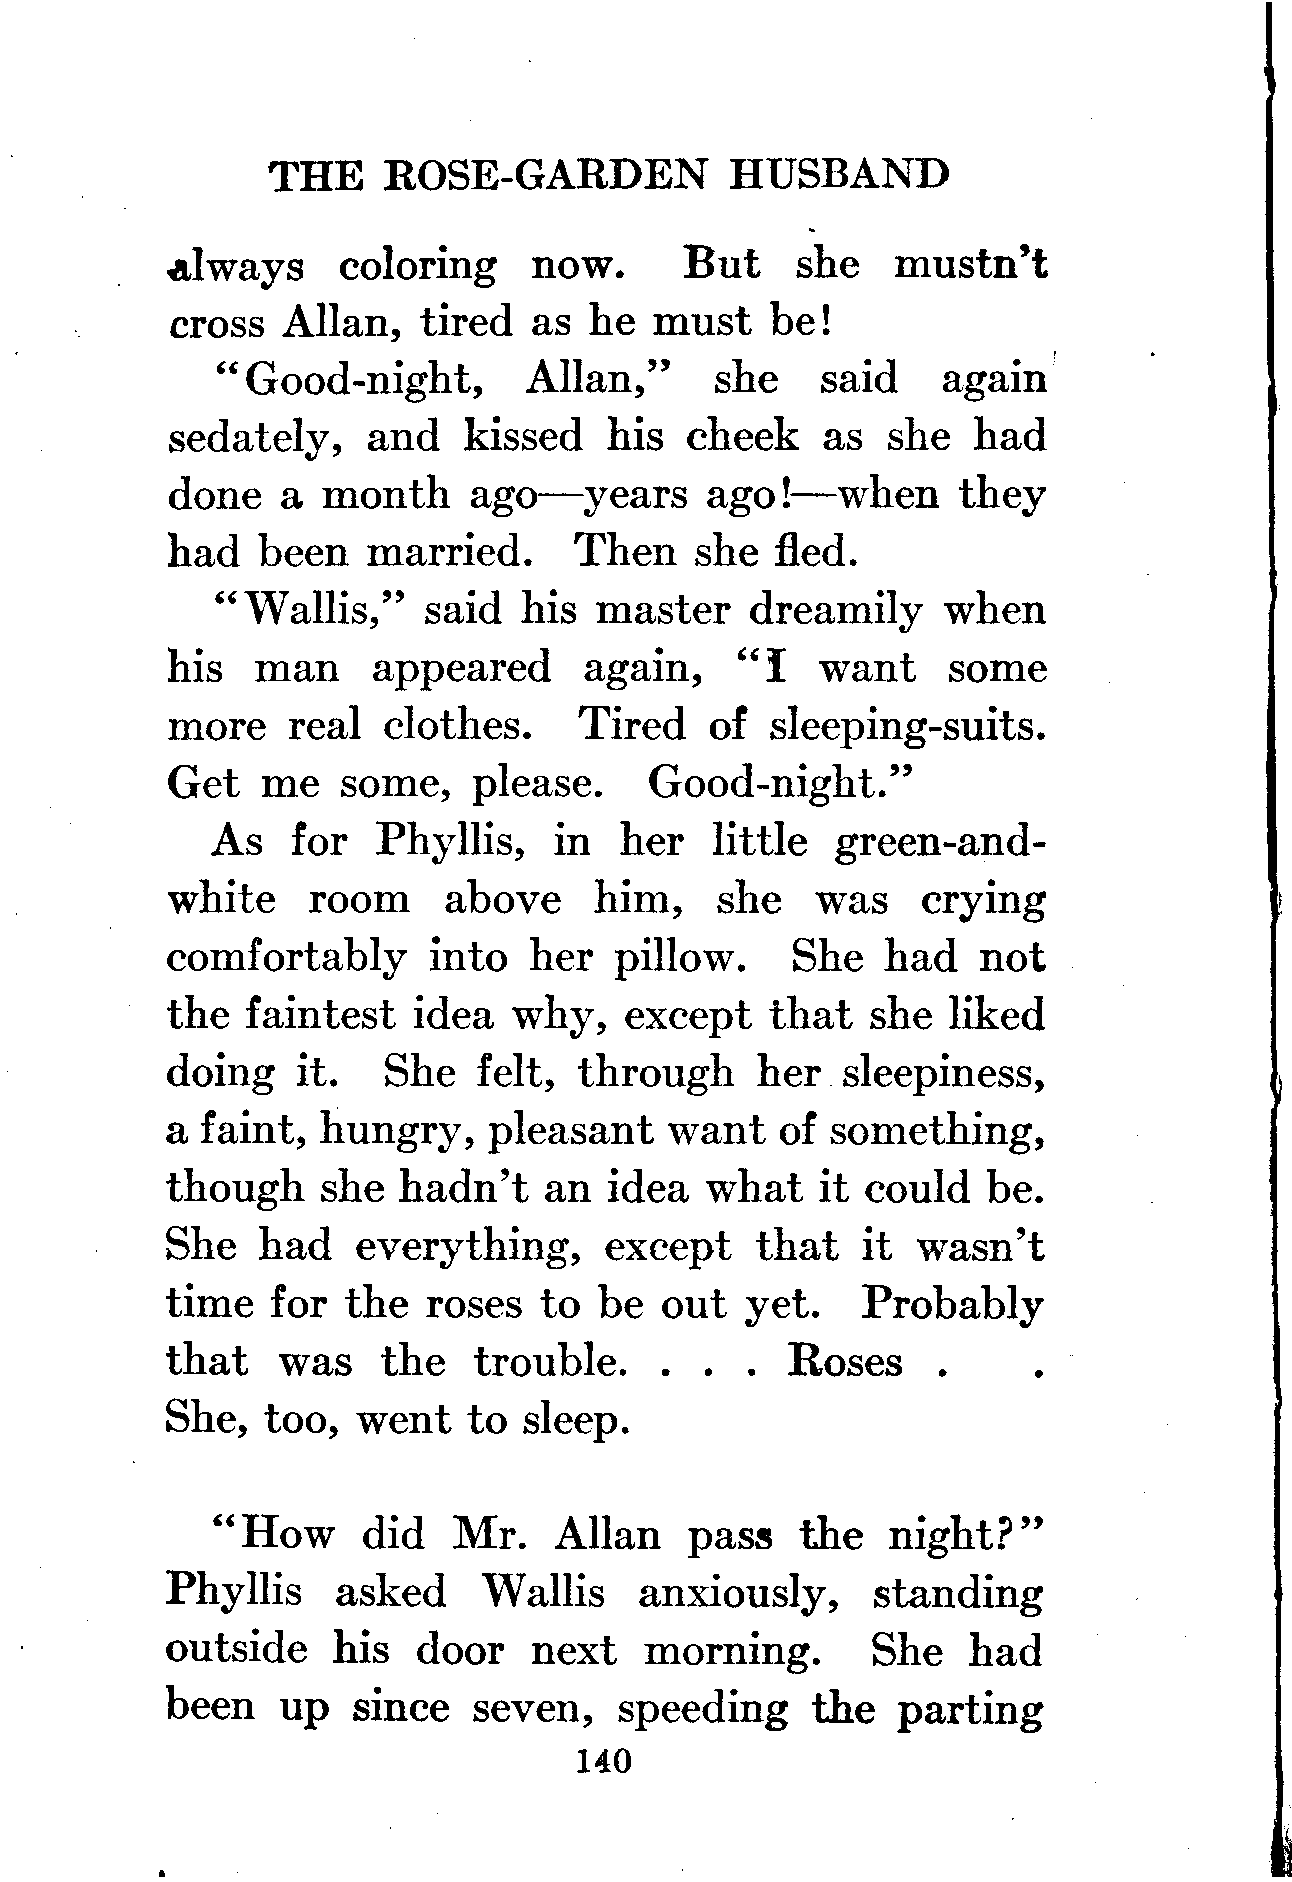 THE ROSE-GARDEN HUSBAND
always coloring now. But she mustn't
cross Allan, tired as he must be!
"Good-night, Allan," she said again
sedately, and kissed his cheek as she had
done a month ago—years ago!—when they
had been married. Then she fled.
"Wallis," said his master dreamily when
his man appeared again, "I want some
more real clothes. Tired of sleeping-suits.
Get me some, please. Good-night."
As for Phyllis, in her little green-and-
white room above him, she was crying
comfortably into her pillow. She had not
the faintest idea why, except that she liked
doing it. She felt, through her sleepiness,
a faint, hungry, pleasant want of something,
though she hadn't an idea what it could be.
She had everything, except that it wasn't
time for the roses to be out yet. Probably
that was the trouble. . . . Roses . .
She, too, went to sleep.
"How did Mr. Allan pass the night?"
Phyllis asked Wallis anxiously, standing
outside his door next morning. She had
been up since seven, speeding the parting
140